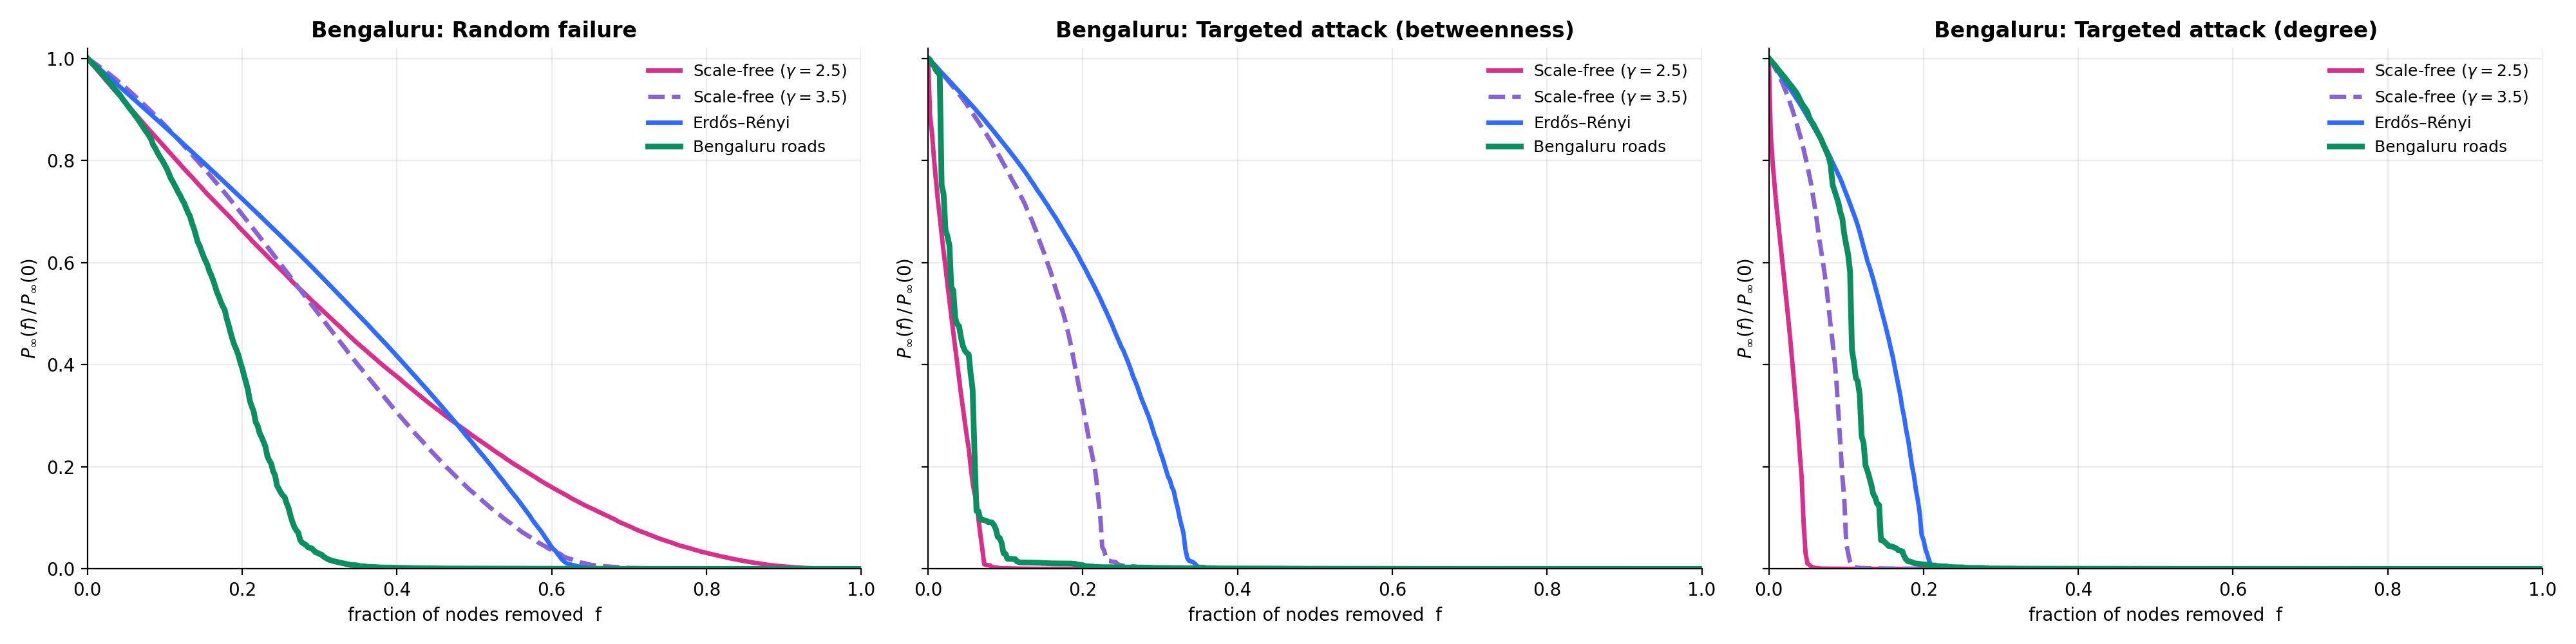 Bengaluru: Random failure
1.0
0.8
0.6
0.4
0.2
0.0
P∞(f) / P∞(0)
Scale-free (γ = 2.5)
Scale-free (γ = 3.5)
Erdős–Rényi
Bengaluru roads
0.0 0.2 0.4 0.6 0.8 1.0
fraction of nodes removed f
Bengaluru: Targeted attack (betweenness)
P∞(f) / P∞(0)
Scale-free (γ = 2.5)
Scale-free (γ = 3.5)
Erdős–Rényi
Bengaluru roads
0.0 0.2 0.4 0.6 0.8 1.0
fraction of nodes removed f
Bengaluru: Targeted attack (degree)
P∞(f) / P∞(0)
Scale-free (γ = 2.5)
Scale-free (γ = 3.5)
Erdős–Rényi
Bengaluru roads
0.0 0.2 0.4 0.6 0.8 1.0
fraction of nodes removed f